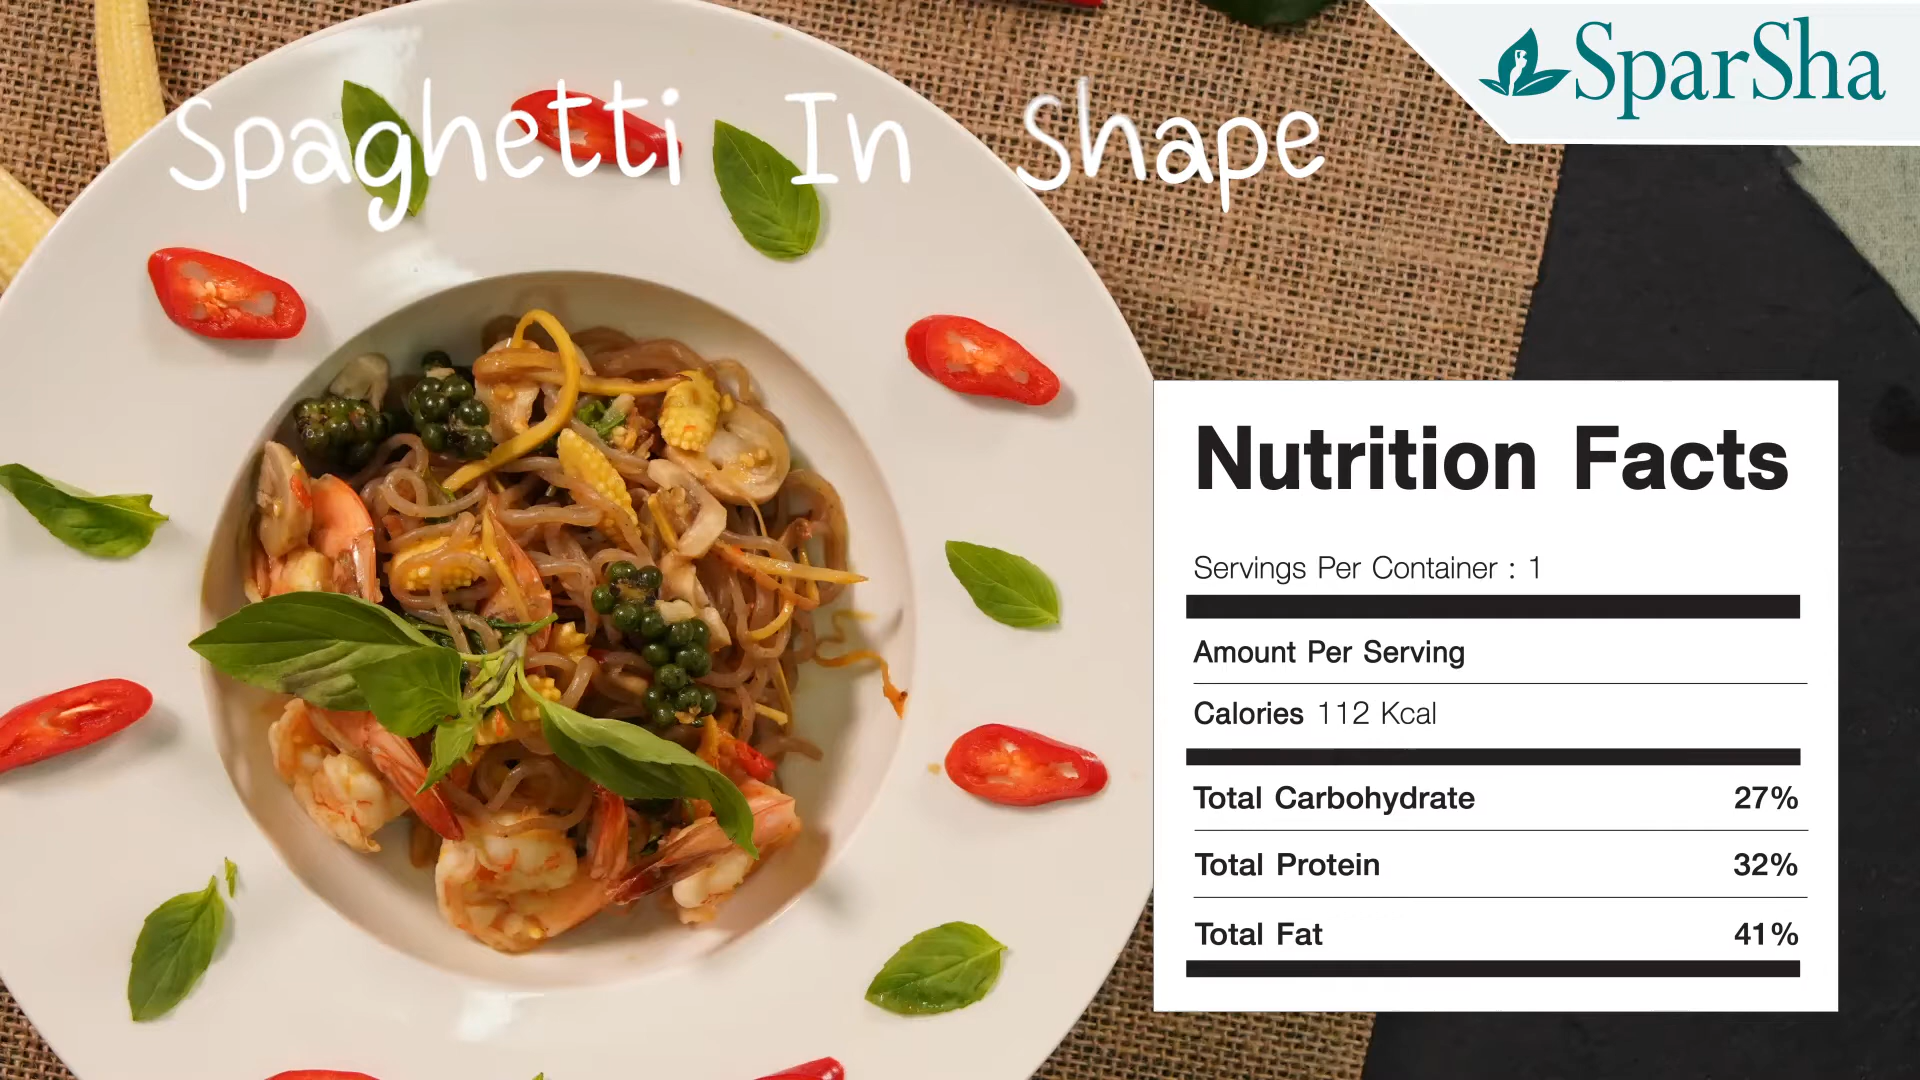 SparSha
Spaghetti In Shape
Nutrition Facts
Servings Per Container : 1
Amount Per Serving
Calories 112 Kcal
Total Carbohydrate 27%
Total Protein 32%
Total Fat 41%